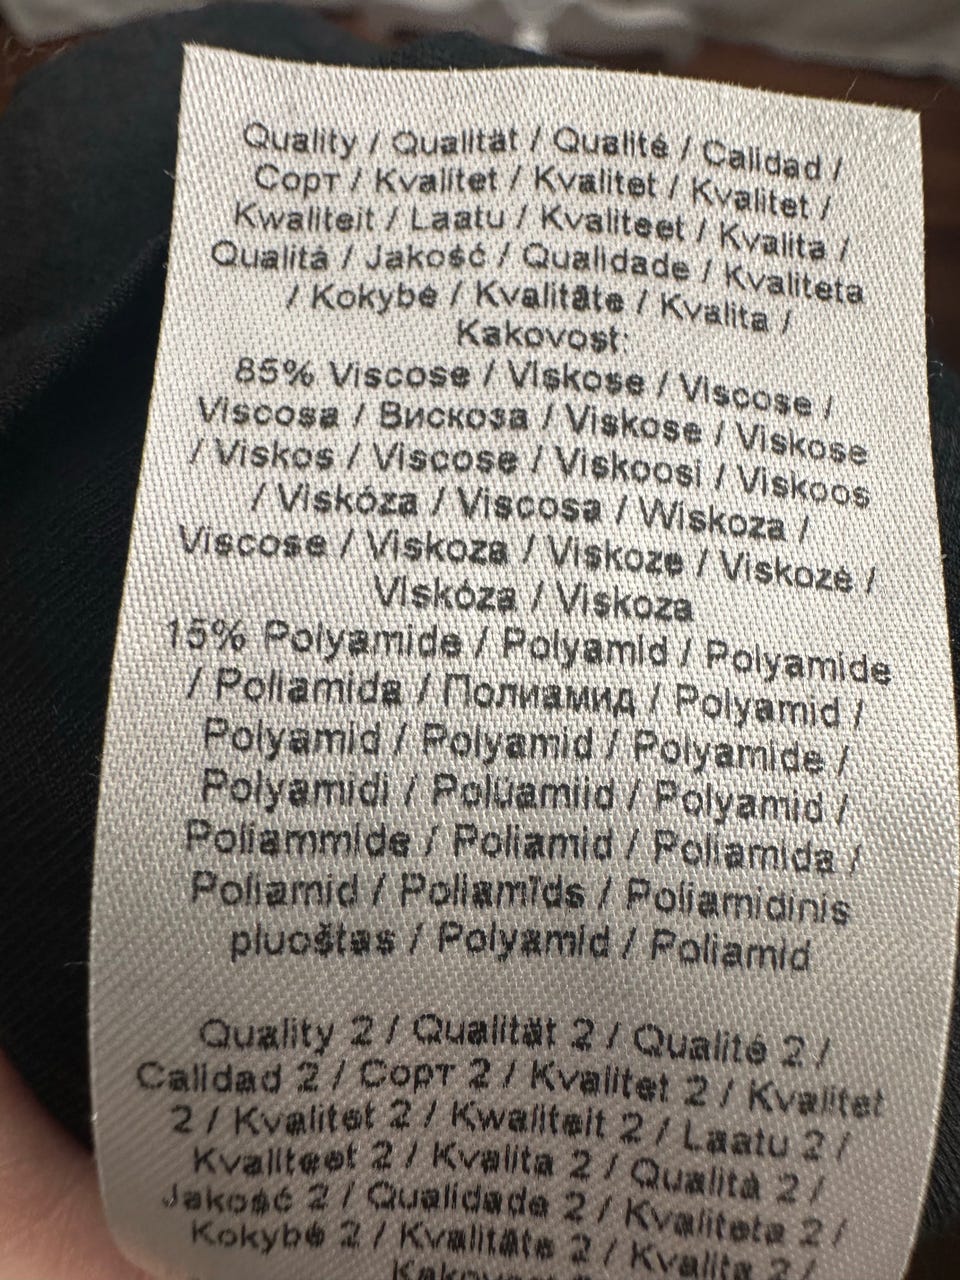 Quality / Qualität / Qualité / Calidad /
Сорт / Kvalitet / Kvalitet / Kvalitet /
Kwaliteit / Laatu / Kvaliteet / Kvalita /
Qualità / Jakość / Qualidade / Kvaliteta
/ Kokybė / Kvalitāte / Kvalita /
Kakovost:
85% Viscose / Viskose / Viscose /
Viscosa / Вискоза / Viskose / Viskose
/ Viskos / Viscose / Viskoosi / Viskoos
/ Viskóza / Viscosa / Wiskoza /
Viscose / Viskoza / Viskoze / Viskozė /
Viskóza / Viskoza
15% Polyamide / Polyamid / Polyamide
/ Poliamida / Полиамид / Polyamid /
Polyamid / Polyamid / Polyamide /
Polyamidi / Polüamiid / Polyamid /
Poliammide / Poliamid / Poliamida /
Poliamid / Poliamīds / Poliamidinis
pluoštas / Polyamid / Poliamid
Quality 2 / Qualität 2 / Qualité 2 /
Calidad 2 / Сорт 2 / Kvalitet 2 / Kvalitet
2 / Kvalitet 2 / Kwaliteit 2 / Laatu 2 /
Kvaliteet 2 / Kvalita 2 / Qualità 2 /
Jakość 2 / Qualidade 2 / Kvaliteta 2 /
Kokybė 2 / Kvalitāte 2 / Kvalita 2 /